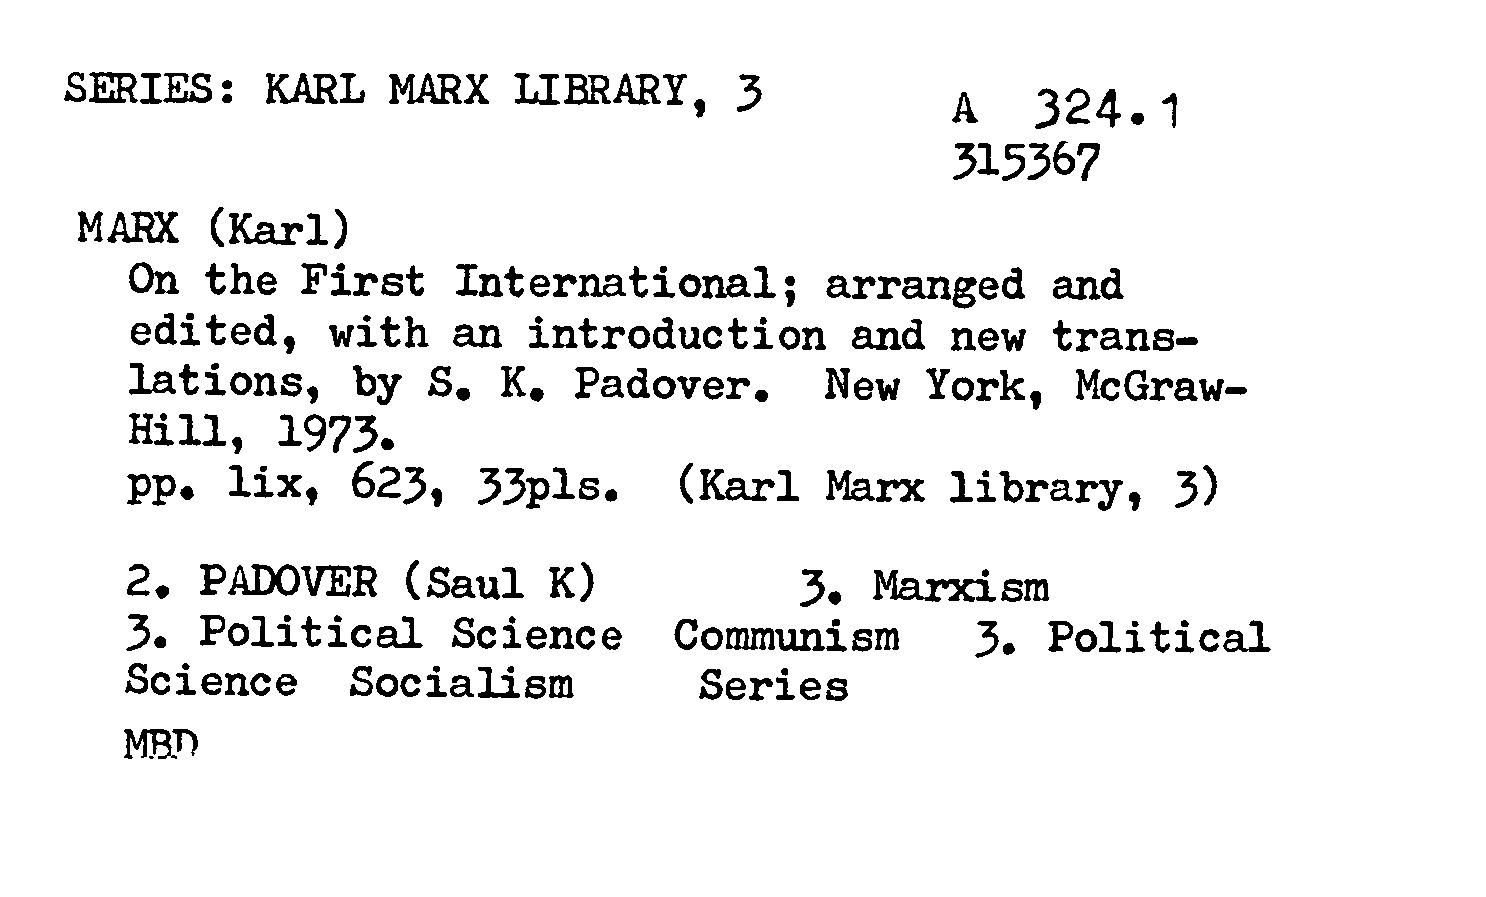 SERIES: KARL MARX LIBRARY, 3
A 324.1
315367
MARX (Karl)
On the First International; arranged and
edited, with an introduction and new trans-
lations, by S. K. Padover. New York, McGraw-
Hill, 1973.
pp. lix, 623, 33pls. (Karl Marx library, 3)
2. PADOVER (Saul K) 3. Marxism
3. Political Science Communism 3. Political
Science Socialism Series
MBD